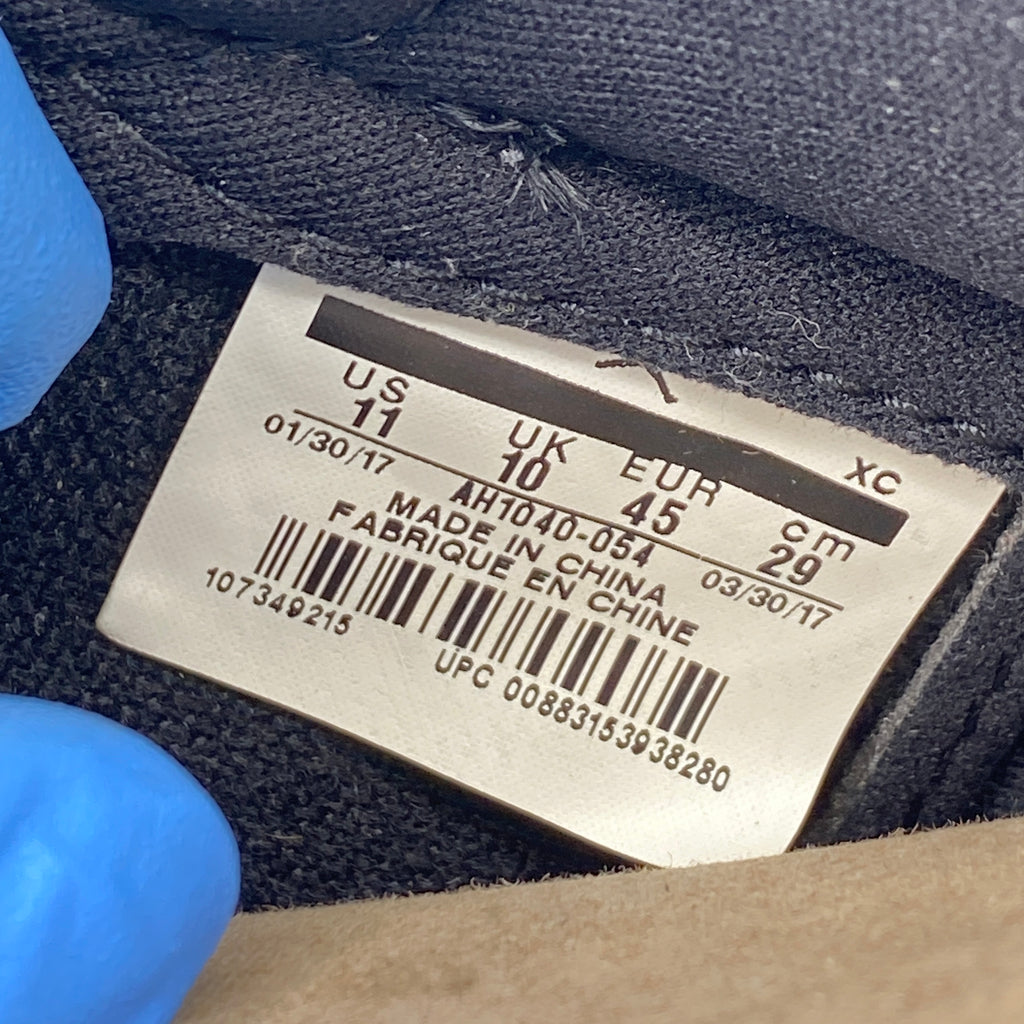 XC
US UK EUR cm
11 10 45 29
01/30/17 AH1040-054 03/30/17
MADE IN CHINA
FABRIQUE EN CHINE
107349215
UPC 00883153938280